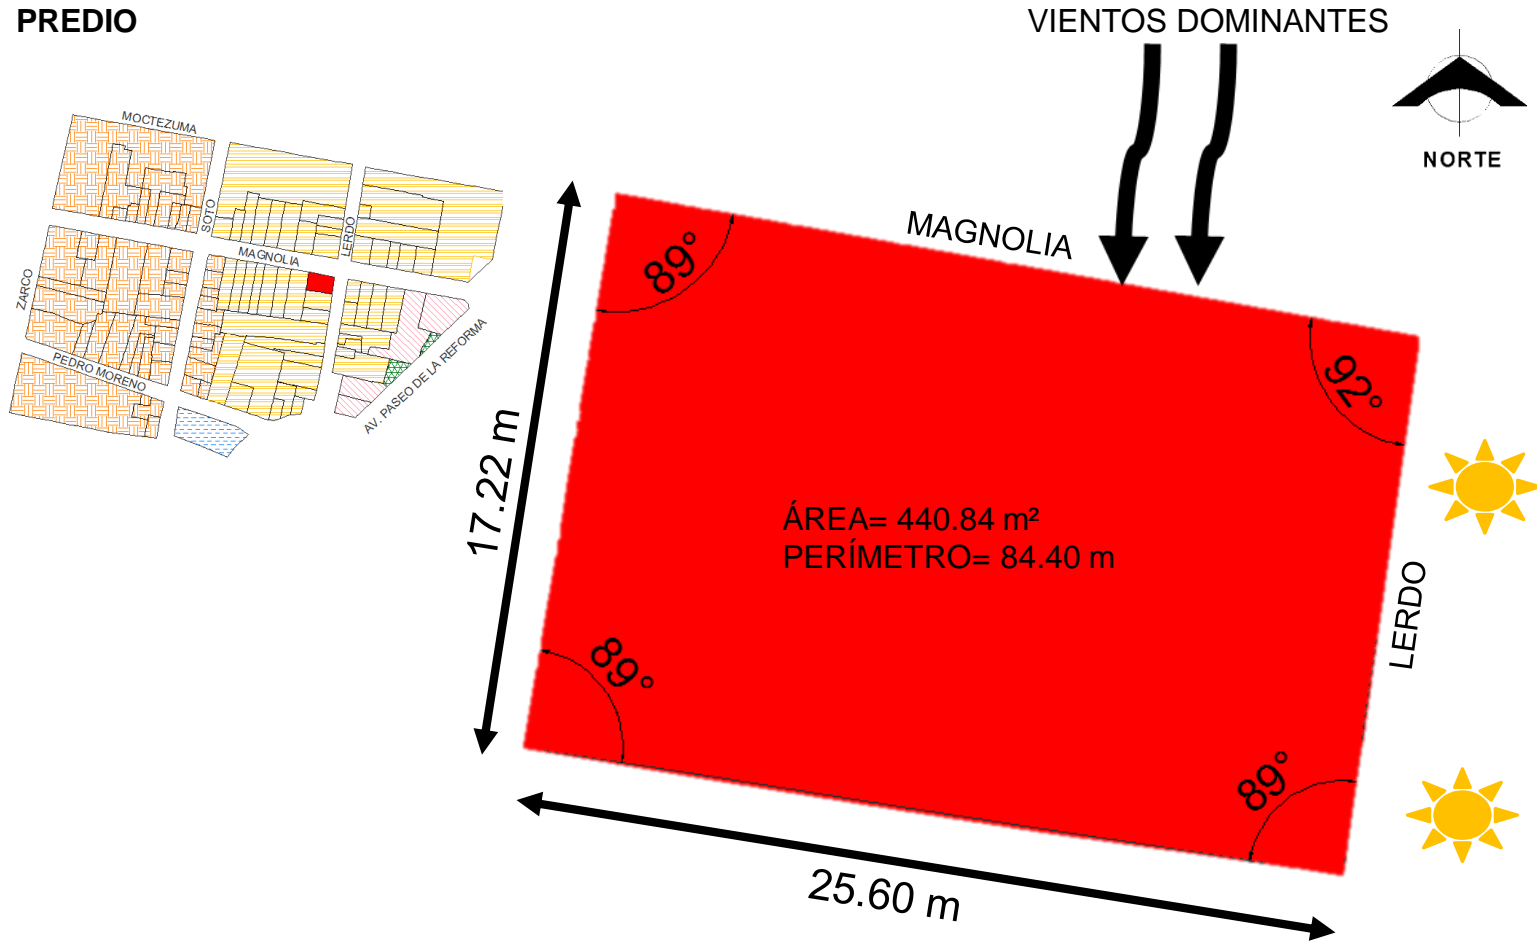 PREDIO
VIENTOS DOMINANTES
NORTE
MOCTEZUMA
SOTO
LERDO
MAGNOLIA
ZARCO
PEDRO MORENO
AV. PASEO DE LA REFORMA
MAGNOLIA
89°
92°
17.22 m
ÁREA= 440.84 m²
PERÍMETRO= 84.40 m
LERDO
89°
89°
25.60 m